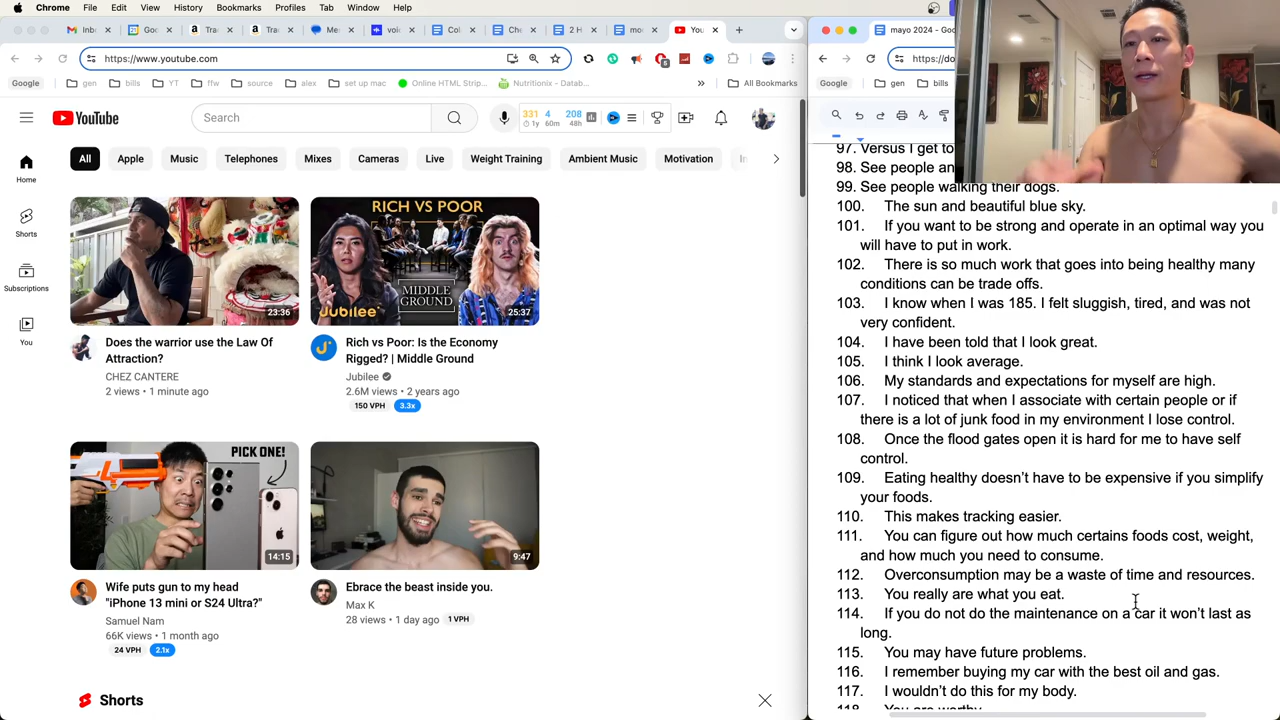 Chrome File Edit View History Bookmarks Profiles Tab Window Help
Inb
You
mayo 2024 - Goo
https://www.youtube.com
https://do
Google gen bills YT ffw source alex set up mac Online HTML Strip... Nutritionix - Datab... » All Bookmarks
Google gen bills
YouTube
Search
331 4 208
1y 60m 48h
All Apple Music Telephones Mixes Cameras Live Weight Training Ambient Music Motivation
Home
Shorts
Subscriptions
You
23:36
Does the warrior use the Law Of
Attraction?
CHEZ CANTERE
2 views • 1 minute ago
RICH VS POOR
MIDDLE
GROUND
Jubilee
25:37
Rich vs Poor: Is the Economy
Rigged? | Middle Ground
Jubilee
2.6M views • 2 years ago
150 VPH 3.3x
PICK ONE!
14:15
Wife puts gun to my head
"iPhone 13 mini or S24 Ultra?"
Samuel Nam
66K views • 1 month ago
24 VPH 2.1x
9:47
Ebrace the beast inside you.
Max K
28 views • 1 day ago 1 VPH
Shorts
97. Versus I get to
98. See people an
99. See people walking their dogs.
100. The sun and beautiful blue sky.
101. If you want to be strong and operate in an optimal way you
will have to put in work.
102. There is so much work that goes into being healthy many
conditions can be trade offs.
103. I know when I was 185. I felt sluggish, tired, and was not
very confident.
104. I have been told that I look great.
105. I think I look average.
106. My standards and expectations for myself are high.
107. I noticed that when I associate with certain people or if
there is a lot of junk food in my environment I lose control.
108. Once the flood gates open it is hard for me to have self
control.
109. Eating healthy doesn't have to be expensive if you simplify
your foods.
110. This makes tracking easier.
111. You can figure out how much certains foods cost, weight,
and how much you need to consume.
112. Overconsumption may be a waste of time and resources.
113. You really are what you eat.
114. If you do not do the maintenance on a car it won't last as
long.
115. You may have future problems.
116. I remember buying my car with the best oil and gas.
117. I wouldn't do this for my body.
118. You are worthy